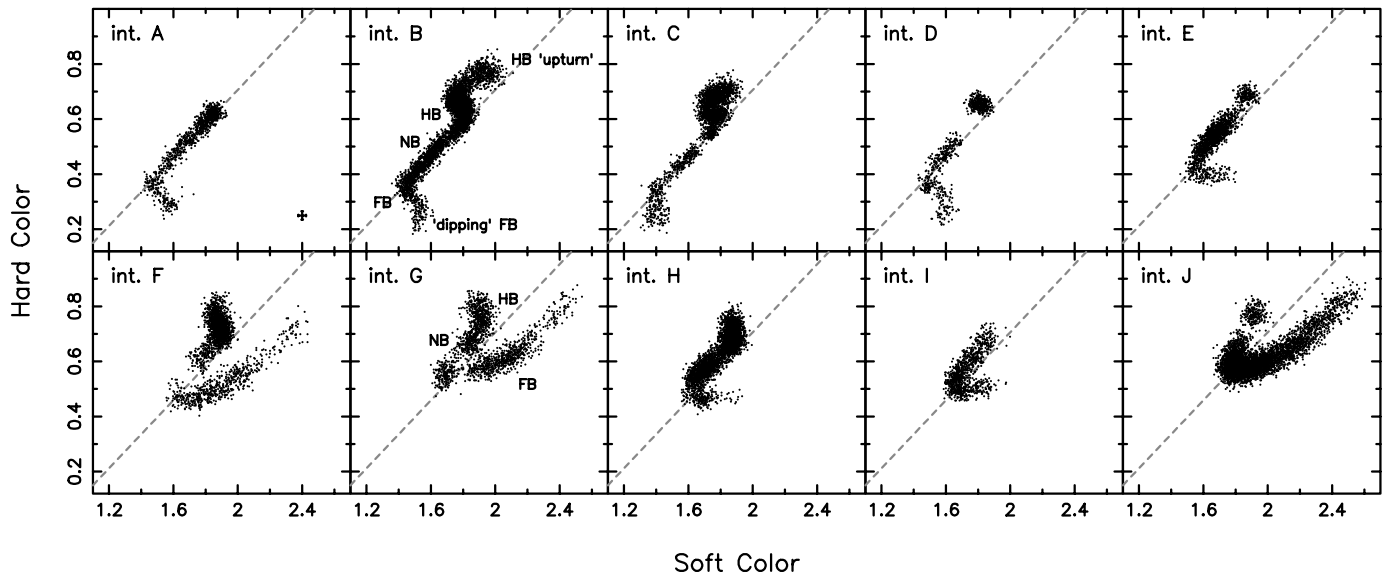 int. A
int. B
int. C
int. D
int. E
HB 'upturn'
HB
NB
FB
'dipping' FB
0.8
0.6
0.4
0.2
Hard Color
int. F
int. G
int. H
int. I
int. J
HB
NB
FB
0.8
0.6
0.4
0.2
1.2 1.6 2 2.4 1.2 1.6 2 2.4 1.2 1.6 2 2.4 1.2 1.6 2 2.4 1.2 1.6 2 2.4
Soft Color